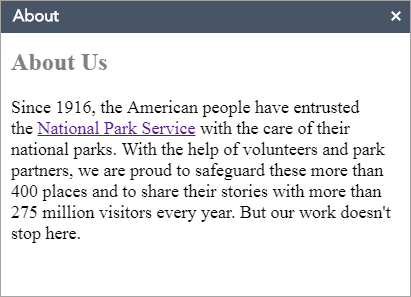 About ×
About Us
Since 1916, the American people have entrusted
the National Park Service with the care of their
national parks. With the help of volunteers and park
partners, we are proud to safeguard these more than
400 places and to share their stories with more than
275 million visitors every year. But our work doesn't
stop here.